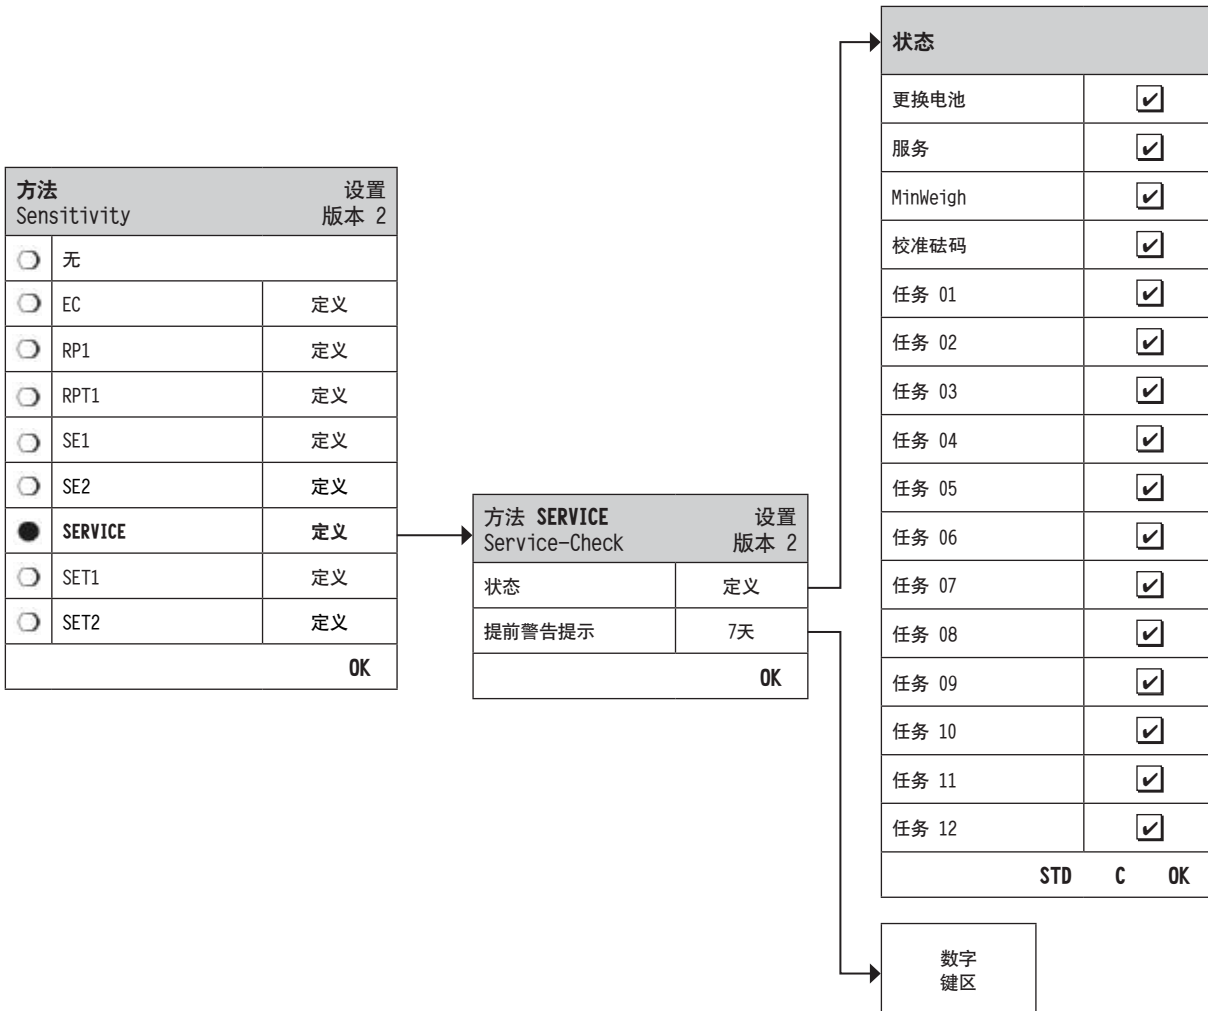 方法 设置
Sensitivity 版本 2
无
EC 定义
RP1 定义
RPT1 定义
SE1 定义
SE2 定义
SERVICE 定义
SET1 定义
SET2 定义
OK
方法 SERVICE 设置
Service-Check 版本 2
状态 定义
提前警告提示 7天
OK
状态
更换电池
服务
MinWeigh
校准砝码
任务 01
任务 02
任务 03
任务 04
任务 05
任务 06
任务 07
任务 08
任务 09
任务 10
任务 11
任务 12
STD C OK
数字
键区